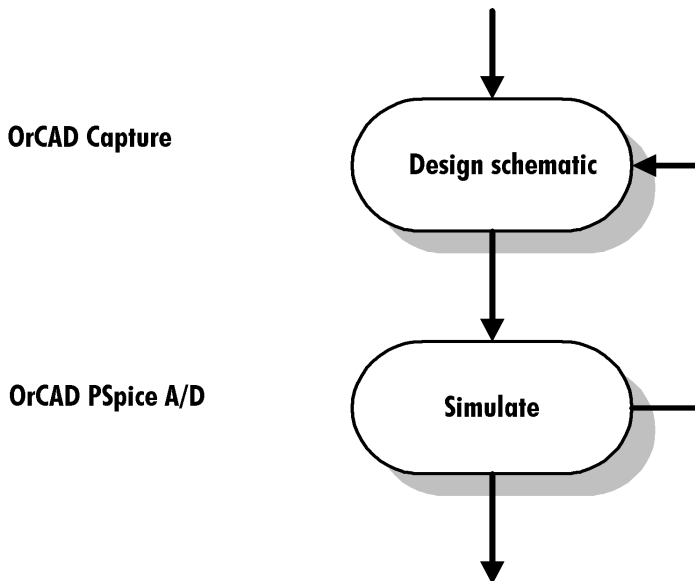 OrCAD Capture
Design schematic
OrCAD PSpice A/D
Simulate